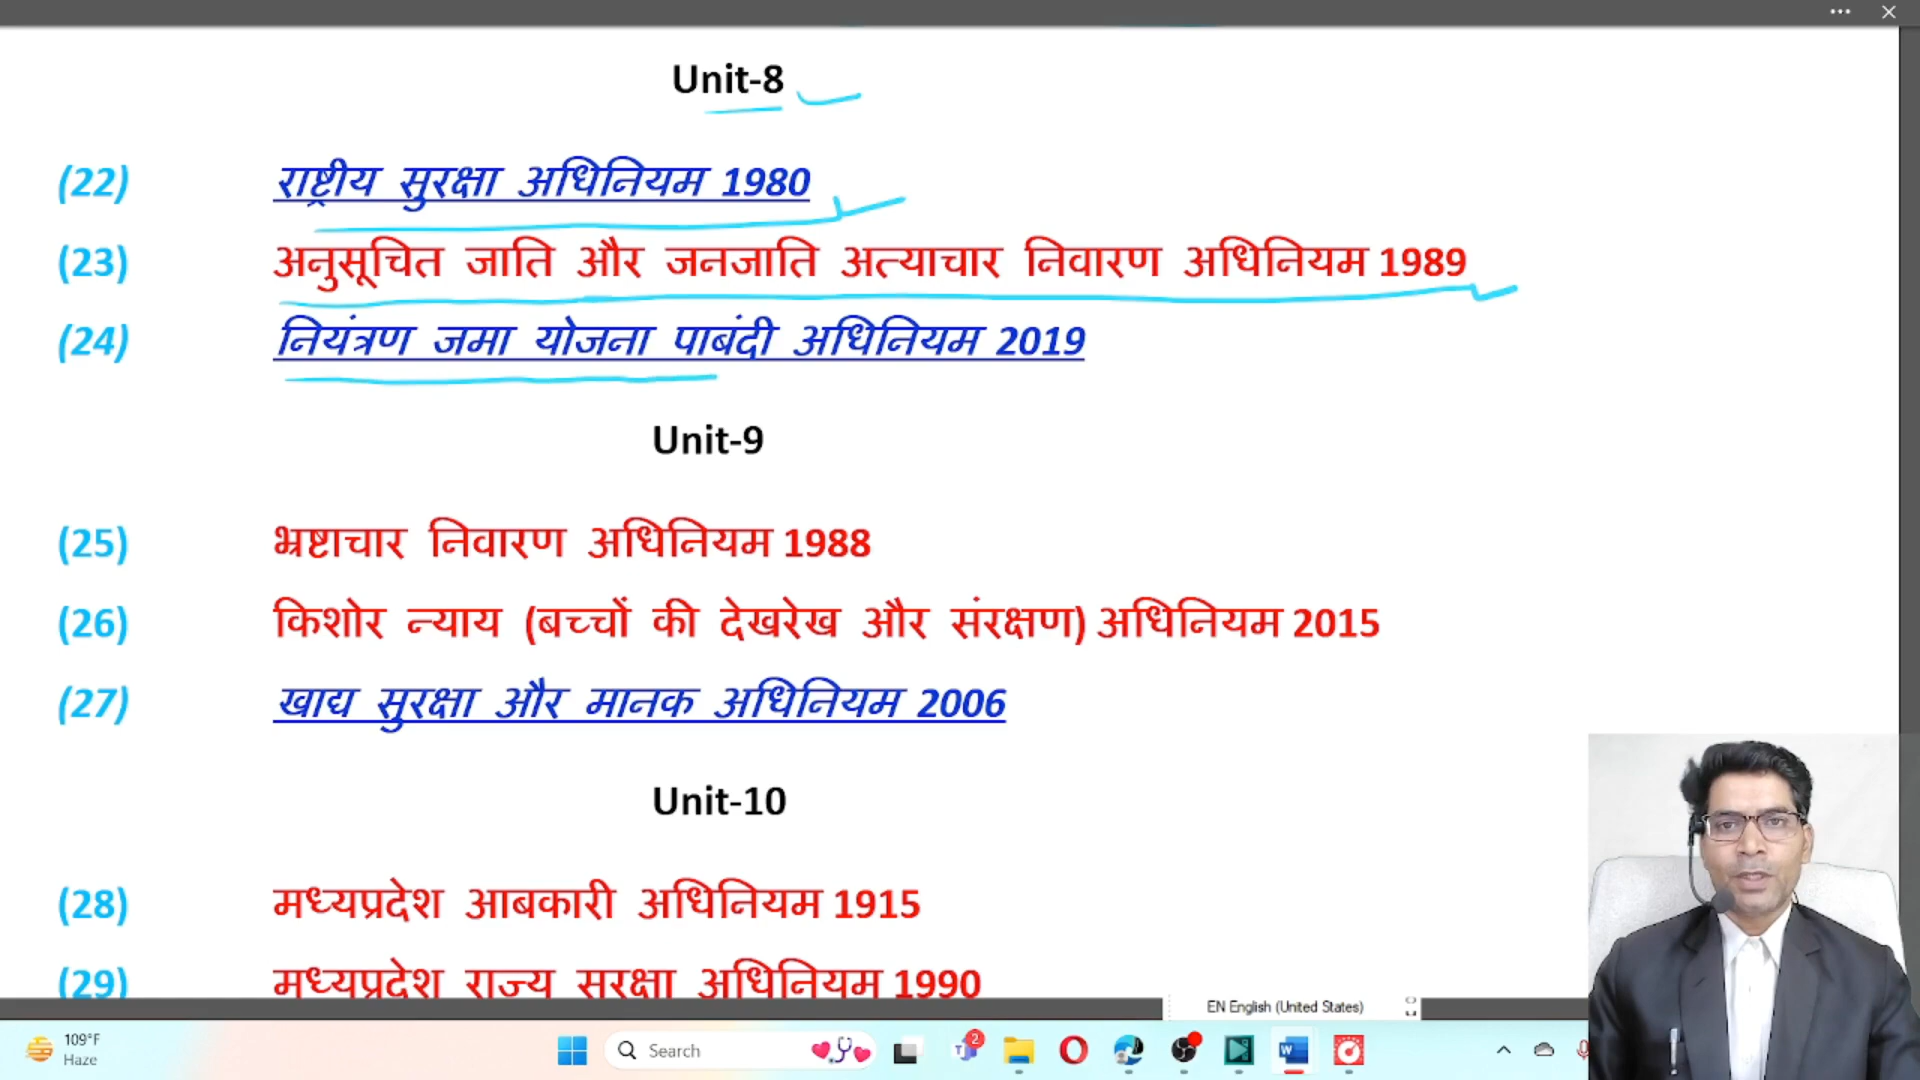 Unit-8
(22) राष्ट्रीय सुरक्षा अधिनियम 1980
(23) अनुसूचित जाति और जनजाति अत्याचार निवारण अधिनियम 1989
(24) नियंत्रण जमा योजना पाबंदी अधिनियम 2019
Unit-9
(25) भ्रष्टाचार निवारण अधिनियम 1988
(26) किशोर न्याय (बच्चों की देखरेख और संरक्षण) अधिनियम 2015
(27) खाद्य सुरक्षा और मानक अधिनियम 2006
Unit-10
(28) मध्यप्रदेश आबकारी अधिनियम 1915
(29) मध्यप्रदेश राज्य सुरक्षा अधिनियम 1990
EN English (United States)
109°F
Haze
Search
2